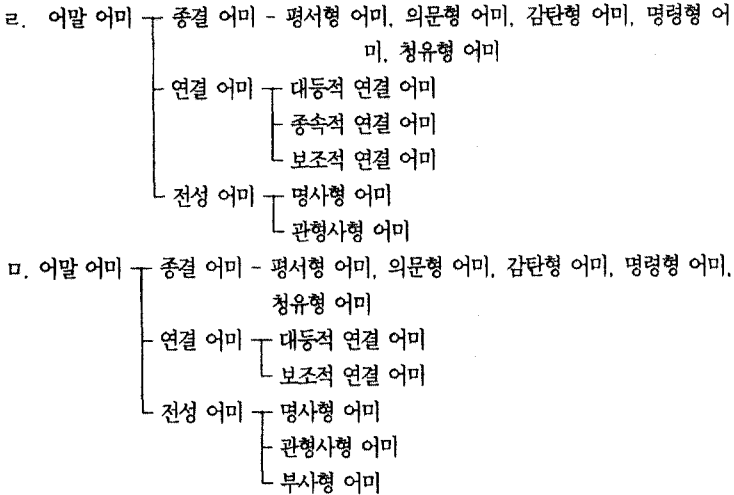 ㄹ. 어말 어미 종결 어미 - 평서형 어미, 의문형 어미, 감탄형 어미, 명령형 어
미, 청유형 어미
연결 어미 대등적 연결 어미
종속적 연결 어미
보조적 연결 어미
전성 어미 명사형 어미
관형사형 어미
ㅁ. 어말 어미 종결 어미 - 평서형 어미, 의문형 어미, 감탄형 어미, 명령형 어미,
청유형 어미
연결 어미 대등적 연결 어미
보조적 연결 어미
전성 어미 명사형 어미
관형사형 어미
부사형 어미